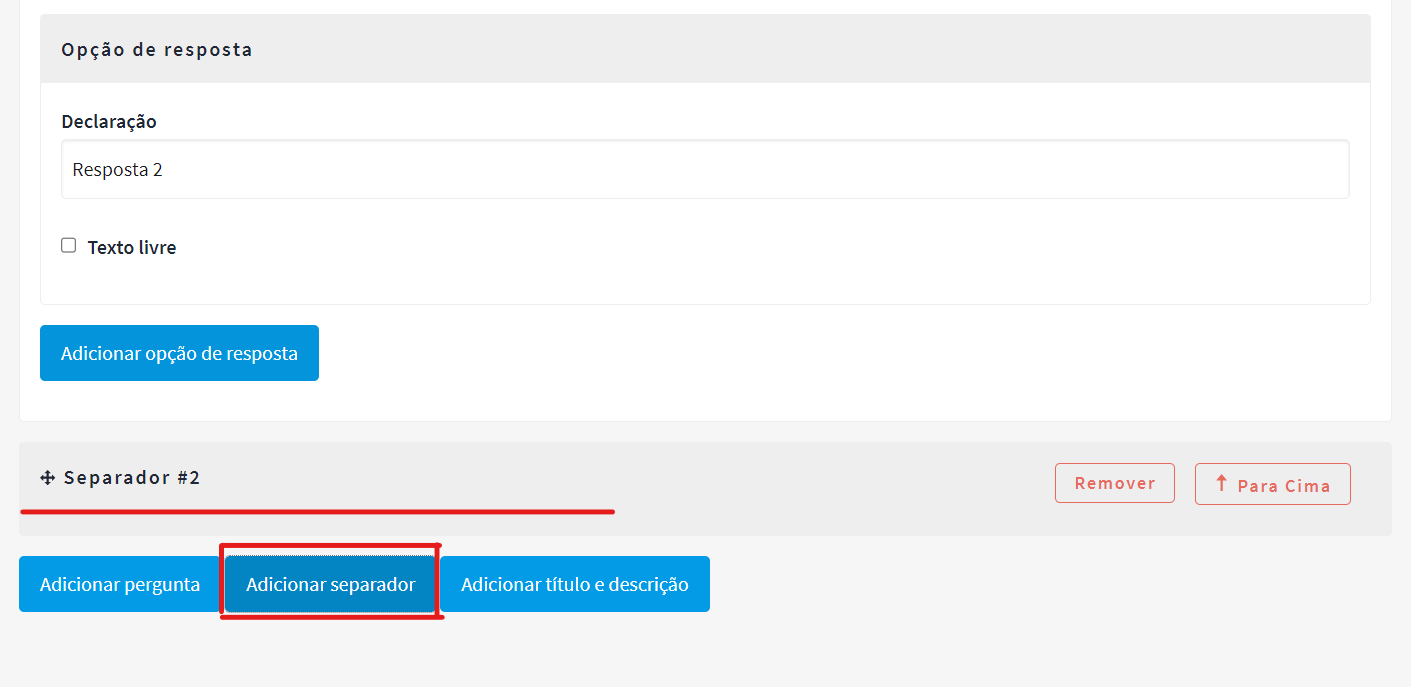 Opção de resposta
Declaração
Resposta 2
Texto livre
Adicionar opção de resposta
Separador #2
Remover
Para Cima
Adicionar pergunta
Adicionar separador
Adicionar título e descrição